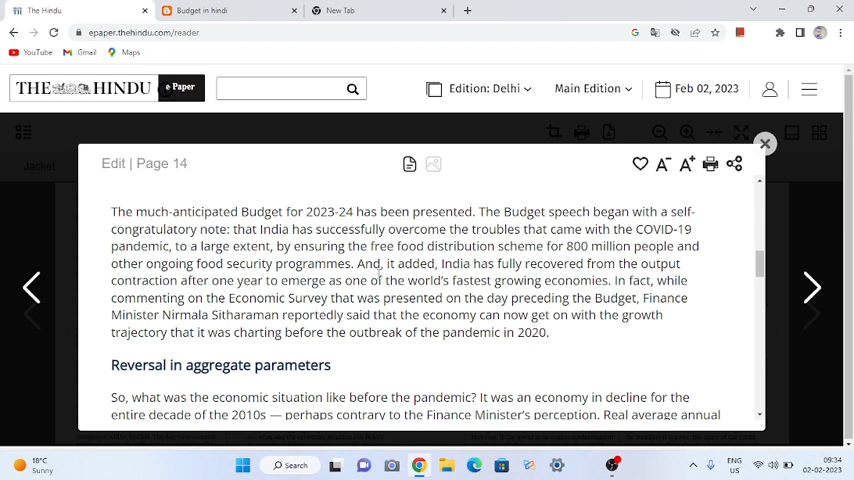 The Hindu
Budget in hindi
New Tab
epaper.thehindu.com/reader
YouTube
Gmail
Maps
THE HINDU
e Paper
Edition: Delhi
Main Edition
Feb 02, 2023
Jacket
Edit | Page 14
A-
A+
The much-anticipated Budget for 2023-24 has been presented. The Budget speech began with a self-
congratulatory note: that India has successfully overcome the troubles that came with the COVID-19
pandemic, to a large extent, by ensuring the free food distribution scheme for 800 million people and
other ongoing food security programmes. And, it added, India has fully recovered from the output
contraction after one year to emerge as one of the world's fastest growing economies. In fact, while
commenting on the Economic Survey that was presented on the day preceding the Budget, Finance
Minister Nirmala Sitharaman reportedly said that the economy can now get on with the growth
trajectory that it was charting before the outbreak of the pandemic in 2020.
Reversal in aggregate parameters
So, what was the economic situation like before the pandemic? It was an economy in decline for the
entire decade of the 2010s — perhaps contrary to the Finance Minister's perception. Real average annual
18°C
Sunny
Search
ENG
US
09:34
02-02-2023